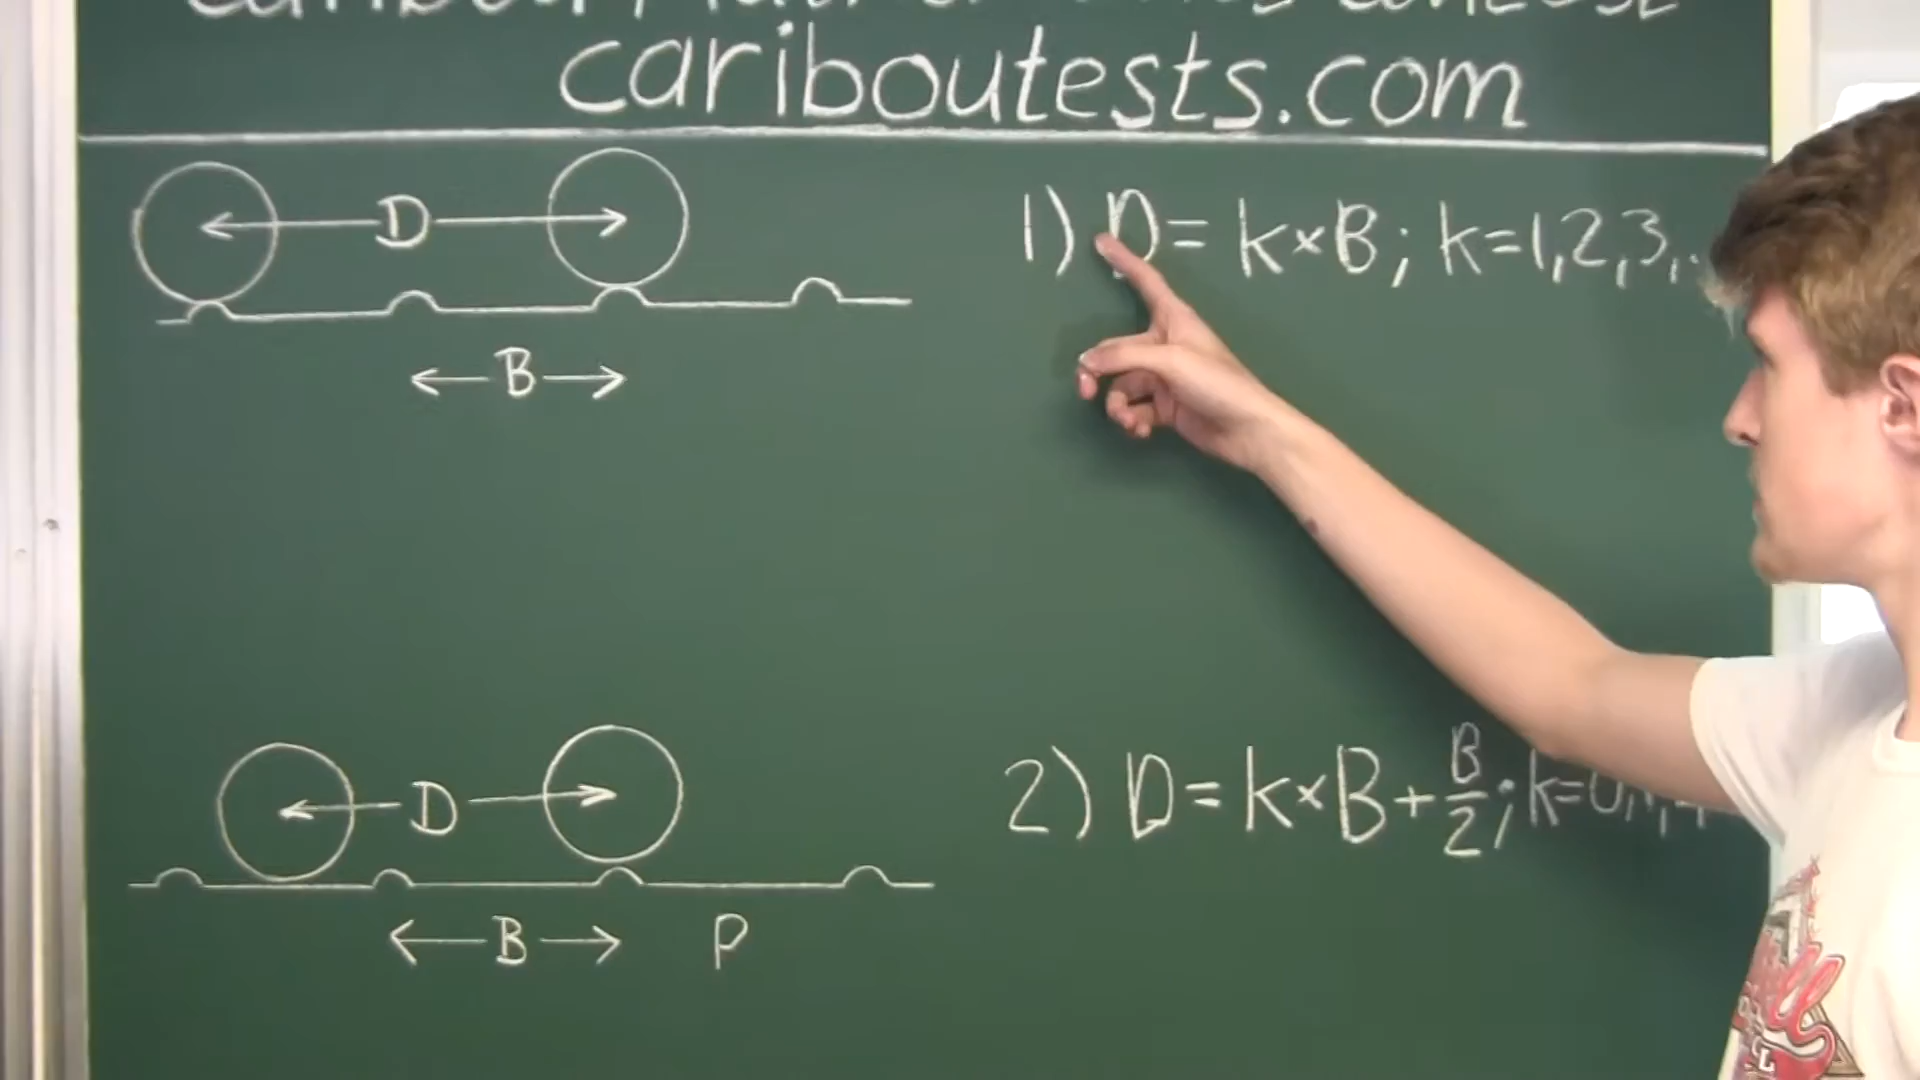 cariboutests.com
D
B
1) D = k×B; k=1,2,3,..
D
B
P
2) D = k×B + B/2; k=0,1,